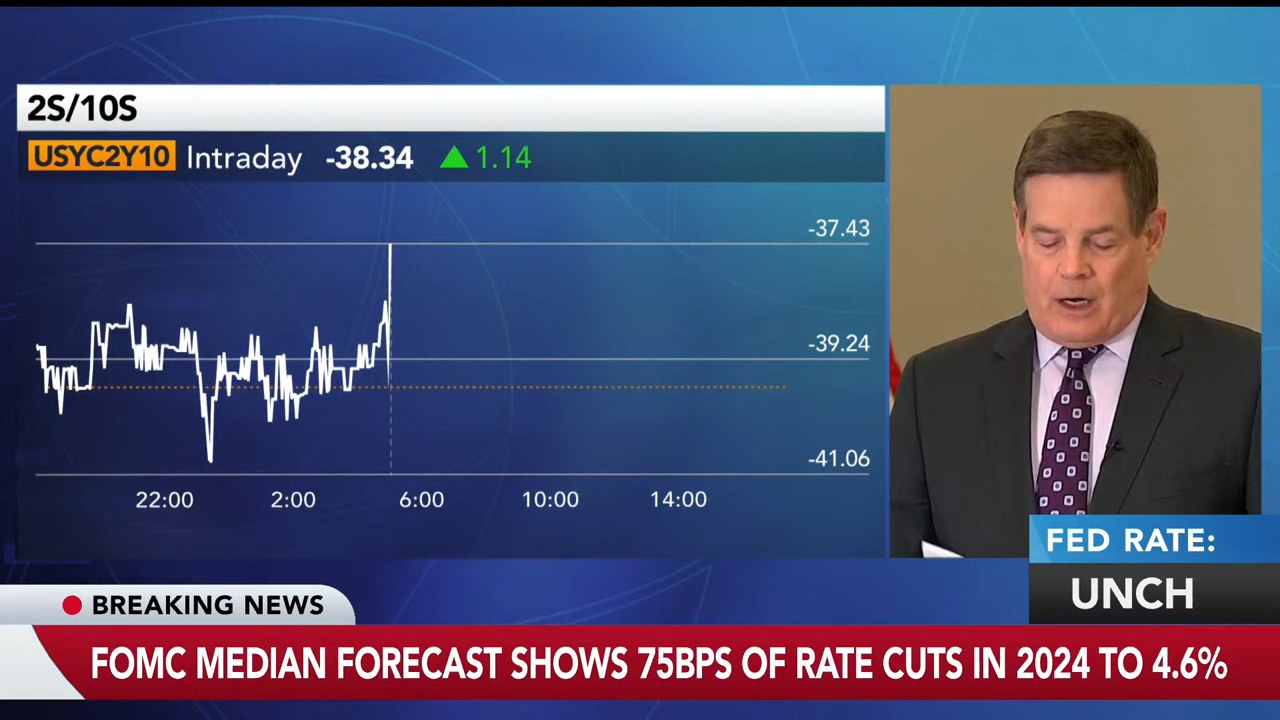 2S/10S
USYC2Y10 Intraday -38.34 ▲ 1.14
-37.43
-39.24
-41.06
22:00 2:00 6:00 10:00 14:00
FED RATE:
UNCH
BREAKING NEWS
FOMC MEDIAN FORECAST SHOWS 75BPS OF RATE CUTS IN 2024 TO 4.6%